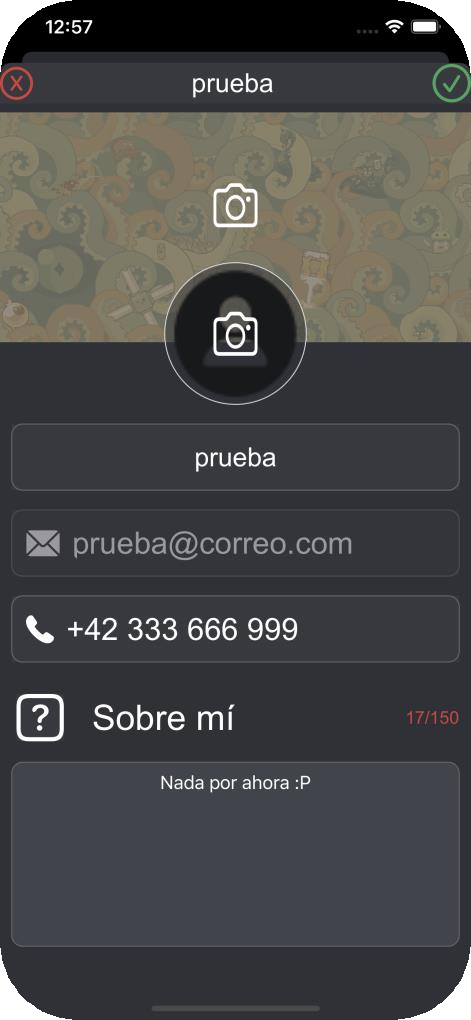 12:57
prueba
prueba
prueba@correo.com
+42 333 666 999
Sobre mí
17/150
Nada por ahora :P